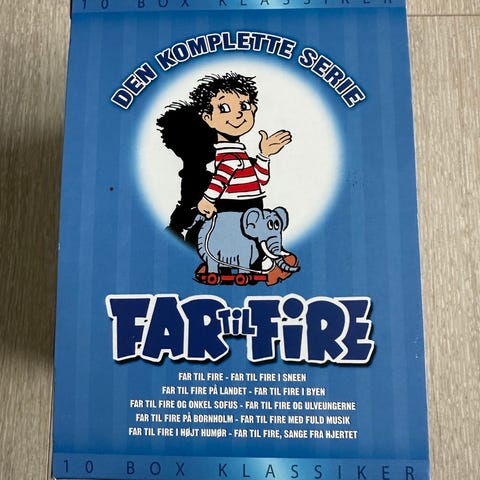 10 BOX KLASSIKER
DEN KOMPLETTE SERIE
FAR TIL FIRE
FAR TIL FIRE - FAR TIL FIRE I SNEEN
FAR TIL FIRE PÅ LANDET - FAR TIL FIRE I BYEN
FAR TIL FIRE OG ONKEL SOFUS - FAR TIL FIRE OG ULVEUNGERNE
FAR TIL FIRE PÅ BORNHOLM - FAR TIL FIRE MED FULD MUSIK
FAR TIL FIRE I HØJT HUMØR - FAR TIL FIRE, SANGE FRA HJERTET
10 BOX KLASSIKER